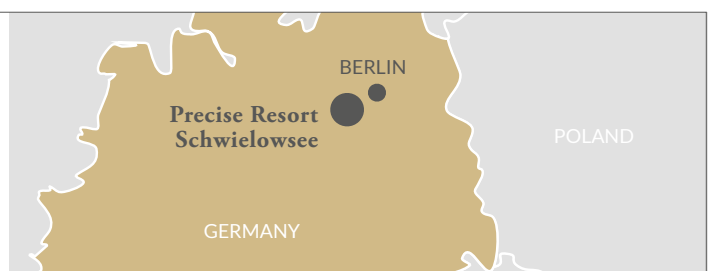 BERLIN
Precise Resort
Schwielowsee
POLAND
GERMANY